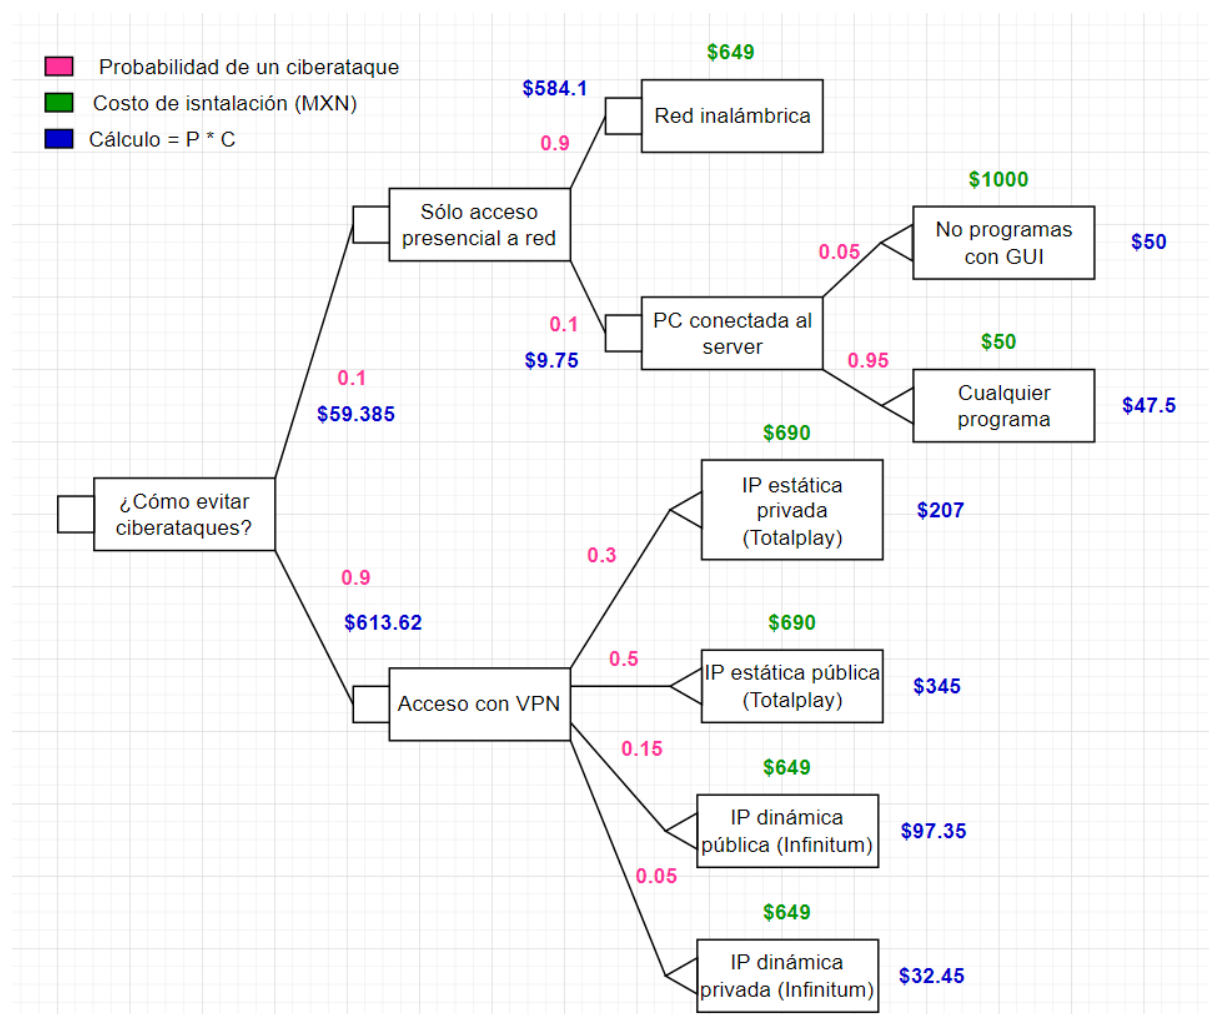 Probabilidad de un ciberataque
Costo de isntalación (MXN)
Cálculo = P * C
$649
$584.1
Red inalámbrica
0.9
$1000
Sólo acceso
presencial a red
No programas
con GUI
$50
0.05
0.1
$9.75
PC conectada al
server
$50
0.95
Cualquier
programa
$47.5
0.1
$59.385
$690
IP estática
privada
(Totalplay)
$207
¿Cómo evitar
ciberataques?
0.3
0.9
$613.62
$690
0.5
IP estática pública
(Totalplay)
$345
Acceso con VPN
0.15
$649
IP dinámica
pública (Infinitum)
$97.35
0.05
$649
IP dinámica
privada (Infinitum)
$32.45